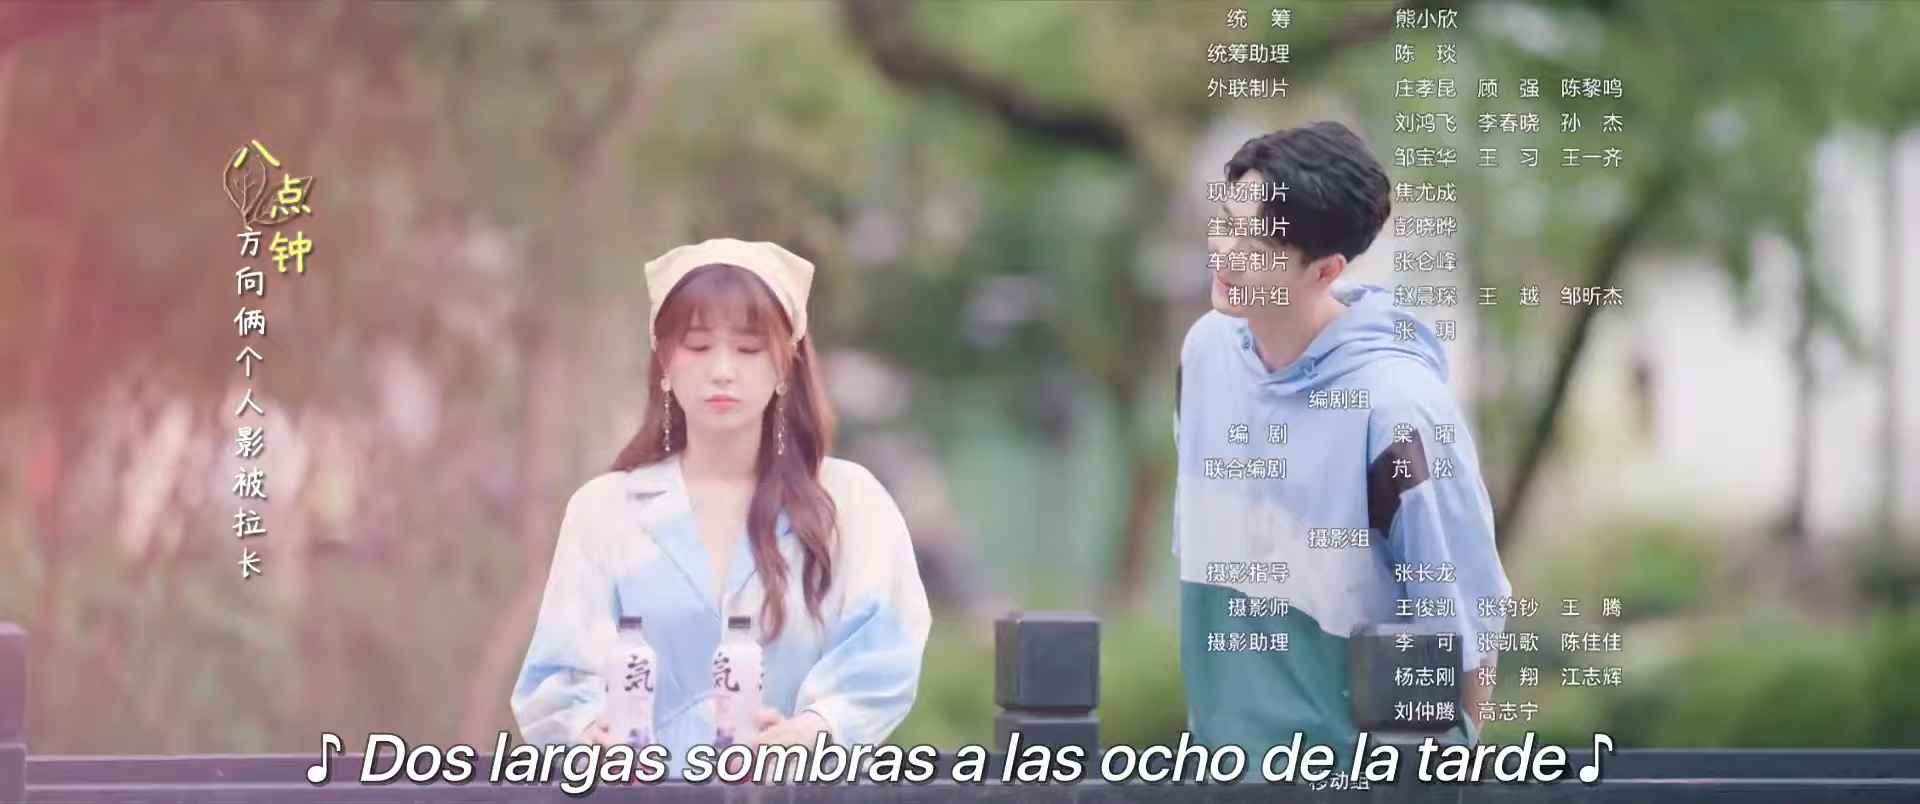 八点钟
方向俩个人影被拉长
统 筹 熊小欣
统筹助理 陈 琰
外联制片 庄孝昆 顾 强 陈黎鸣
刘鸿飞 李春晓 孙 杰
邹宝华 王 习 王一齐
现场制片 焦尤成
生活制片 彭晓晔
车管制片 张仑峰
制片组 赵晨琛 王 越 邹昕杰
张 玥
编剧组
编 剧 棠 曜
联合编剧 芃 松
摄影组
摄影指导 张长龙
摄影师 王俊凯 张钧钞 王 腾
摄影助理 李 可 张凯歌 陈佳佳
杨志刚 张 翔 江志辉
刘仲腾 高志宁
気 気
♪ Dos largas sombras a las ocho de la tarde ♪
移动组